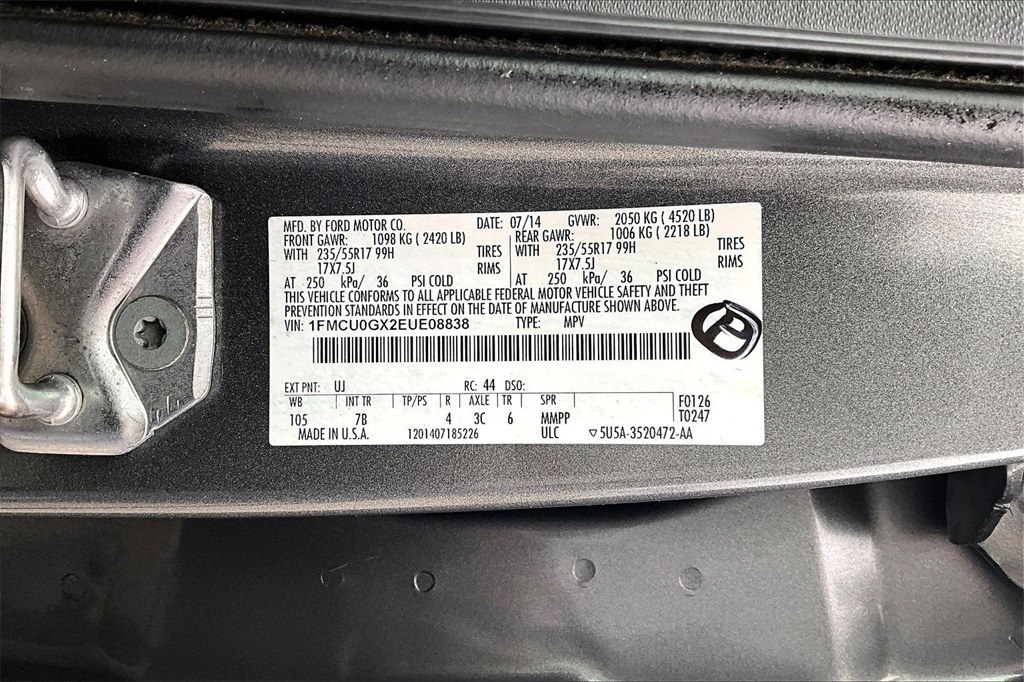 MFD. BY FORD MOTOR CO. DATE: 07/14 GVWR: 2050 KG ( 4520 LB)
FRONT GAWR: 1098 KG ( 2420 LB) REAR GAWR: 1006 KG ( 2218 LB)
WITH 235/55R17 99H TIRES WITH 235/55R17 99H TIRES
17X7.5J RIMS 17X7.5J RIMS
AT 250 kPa/ 36 PSI COLD AT 250 kPa/ 36 PSI COLD
THIS VEHICLE CONFORMS TO ALL APPLICABLE FEDERAL MOTOR VEHICLE SAFETY AND THEFT
PREVENTION STANDARDS IN EFFECT ON THE DATE OF MANUFACTURE SHOWN ABOVE.
VIN: 1FMCU0GX2EUE08838 TYPE: MPV
EXT PNT: UJ RC: 44 DSO:
WB INT TR TP/PS R AXLE TR SPR F0126
105 7B 4 3C 6 MMPP T0247
MADE IN U.S.A. 1201407185226 ULC ▽5U5A-3520472-AA